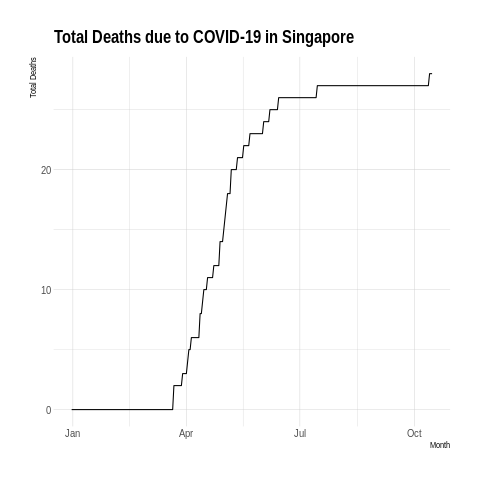 Total Deaths due to COVID-19 in Singapore
Total Deaths
20
10
0
Jan Apr Jul Oct
Month